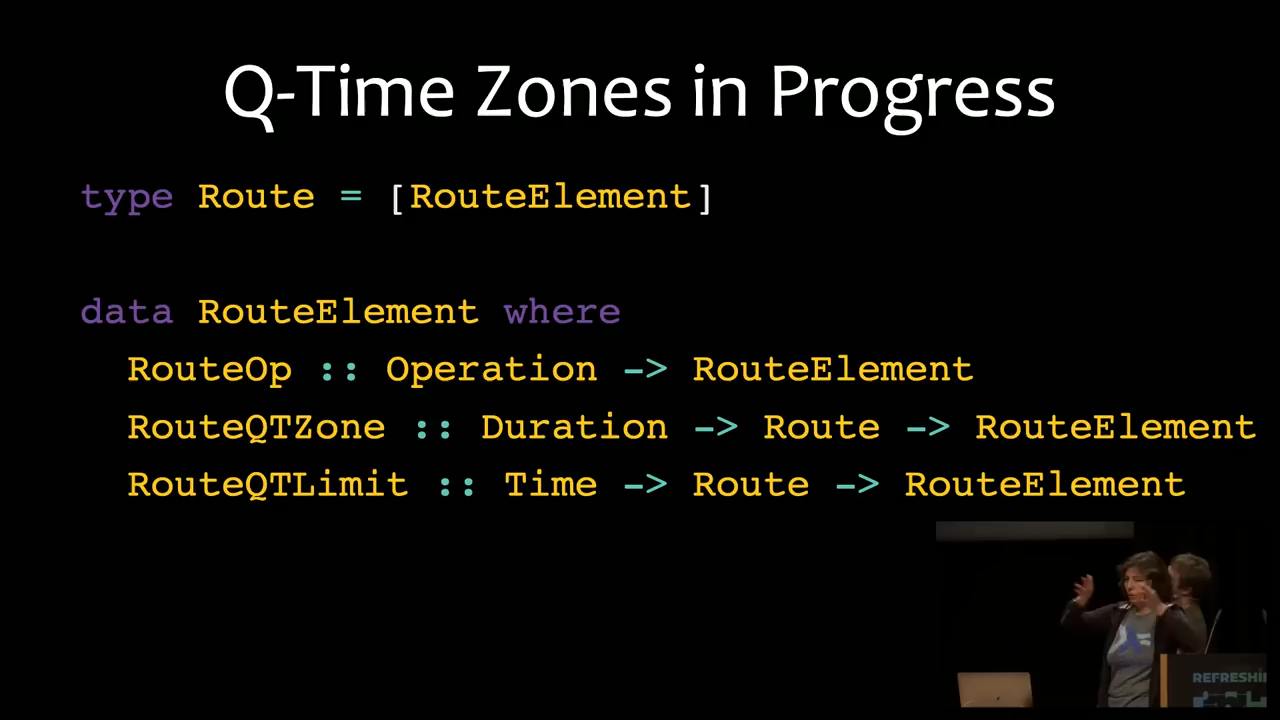 Q-Time Zones in Progress
type Route = [RouteElement]
data RouteElement where
RouteOp :: Operation -> RouteElement
RouteQTZone :: Duration -> Route -> RouteElement
RouteQTLimit :: Time -> Route -> RouteElement